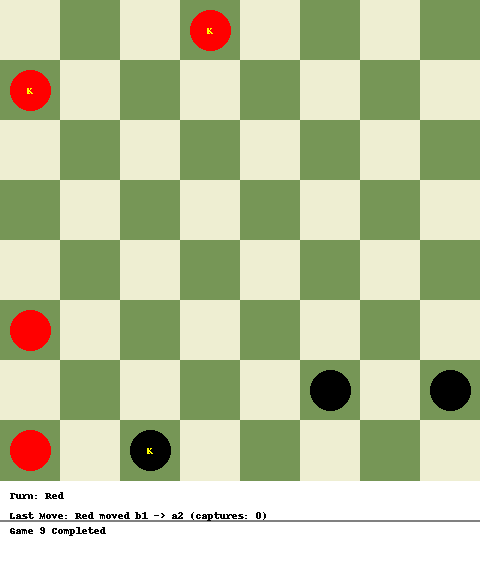 K
K
K
Turn: Red
Last Move: Red moved b1 -> a2 (captures: 0)
Game 9 Completed